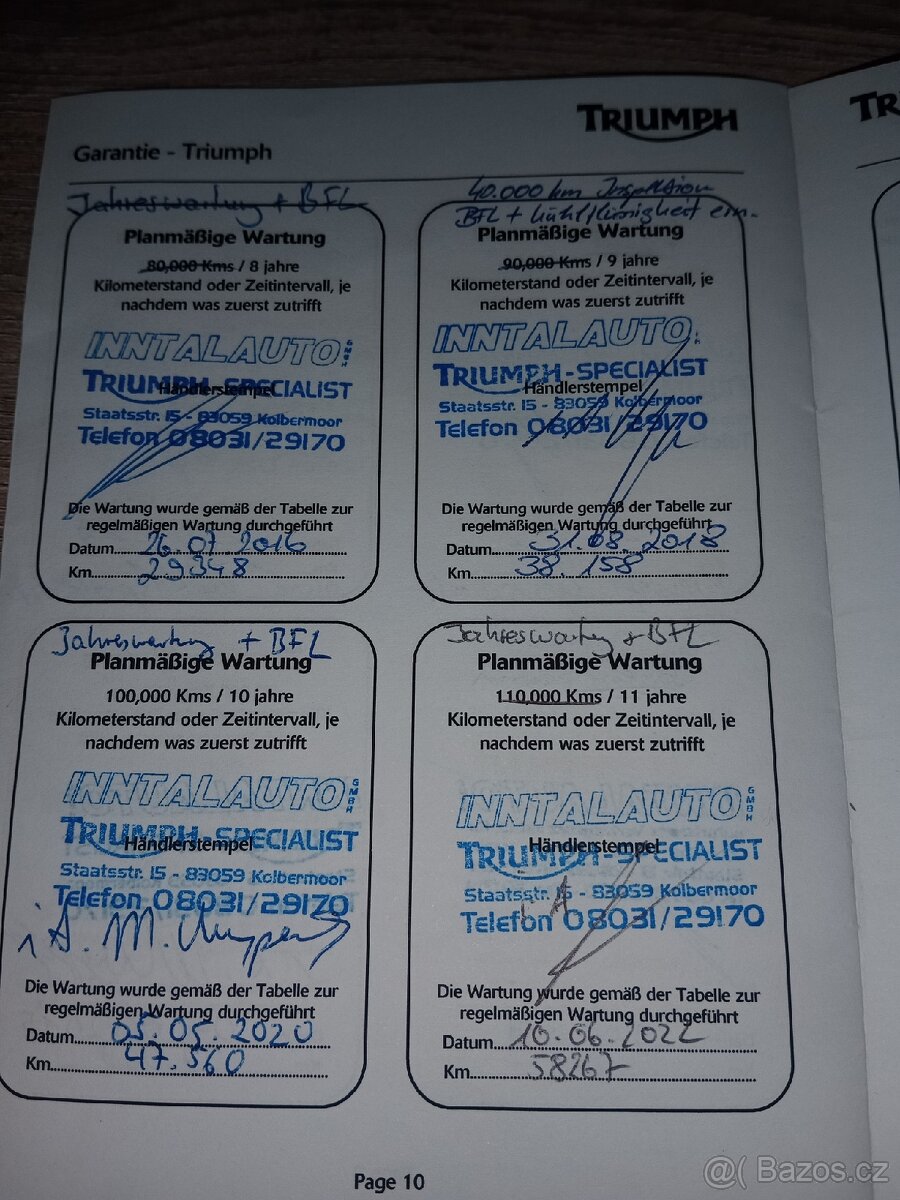 TRIUMPH
TR
Garantie - Triumph
Jahreswartung + BFL
Planmäßige Wartung
80,000 Kms / 8 jahre
Kilometerstand oder Zeitintervall, je
nachdem was zuerst zutrifft
INNTALAUTO GMBH
TRIUMPH-SPECIALIST
Händlerstempel
Staatsstr. 15 - 83059 Kolbermoor
Telefon 08031/29170
Die Wartung wurde gemäß der Tabelle zur
regelmäßigen Wartung durchgeführt
Datum 26.07.2016
Km 29348
40.000 km Inspektion
BFL + Kühlflüssigkeit ern.
Planmäßige Wartung
90,000 Kms / 9 jahre
Kilometerstand oder Zeitintervall, je
nachdem was zuerst zutrifft
INNTALAUTO
TRIUMPH-SPECIALIST
Händlerstempel
Staatsstr. 15 - 83059 Kolbermoor
Telefon 08031/29170
Die Wartung wurde gemäß der Tabelle zur
regelmäßigen Wartung durchgeführt
Datum 31.08.2018
Km 38.158
Jahreswartung + BFL
Planmäßige Wartung
100,000 Kms / 10 jahre
Kilometerstand oder Zeitintervall, je
nachdem was zuerst zutrifft
INNTALAUTO GMBH
TRIUMPH-SPECIALIST
Händlerstempel
Staatsstr. 15 - 83059 Kolbermoor
Telefon 08031/29170
i.A. M.
Die Wartung wurde gemäß der Tabelle zur
regelmäßigen Wartung durchgeführt
Datum 05.05.2020
Km 47.560
Jahreswartung + BFL
Planmäßige Wartung
110,000 Kms / 11 jahre
Kilometerstand oder Zeitintervall, je
nachdem was zuerst zutrifft
INNTALAUTO GMBH
TRIUMPH-SPECIALIST
Händlerstempel
Staatsstr. 15 - 83059 Kolbermoor
Telefon 08031/29170
i.A.
Die Wartung wurde gemäß der Tabelle zur
regelmäßigen Wartung durchgeführt
Datum 10.06.2022
Km 58267
Page 10
@( Bazos.cz